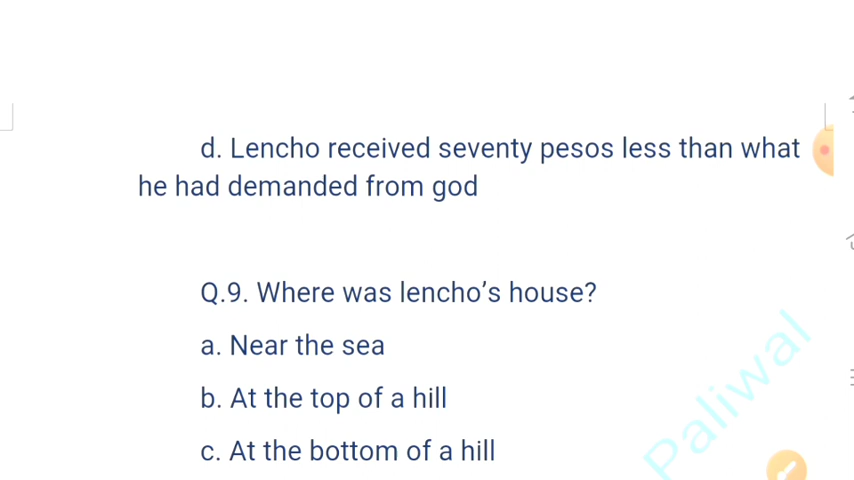 d. Lencho received seventy pesos less than what
he had demanded from god
Q.9. Where was lencho's house?
a. Near the sea
b. At the top of a hill
c. At the bottom of a hill
Paliwal